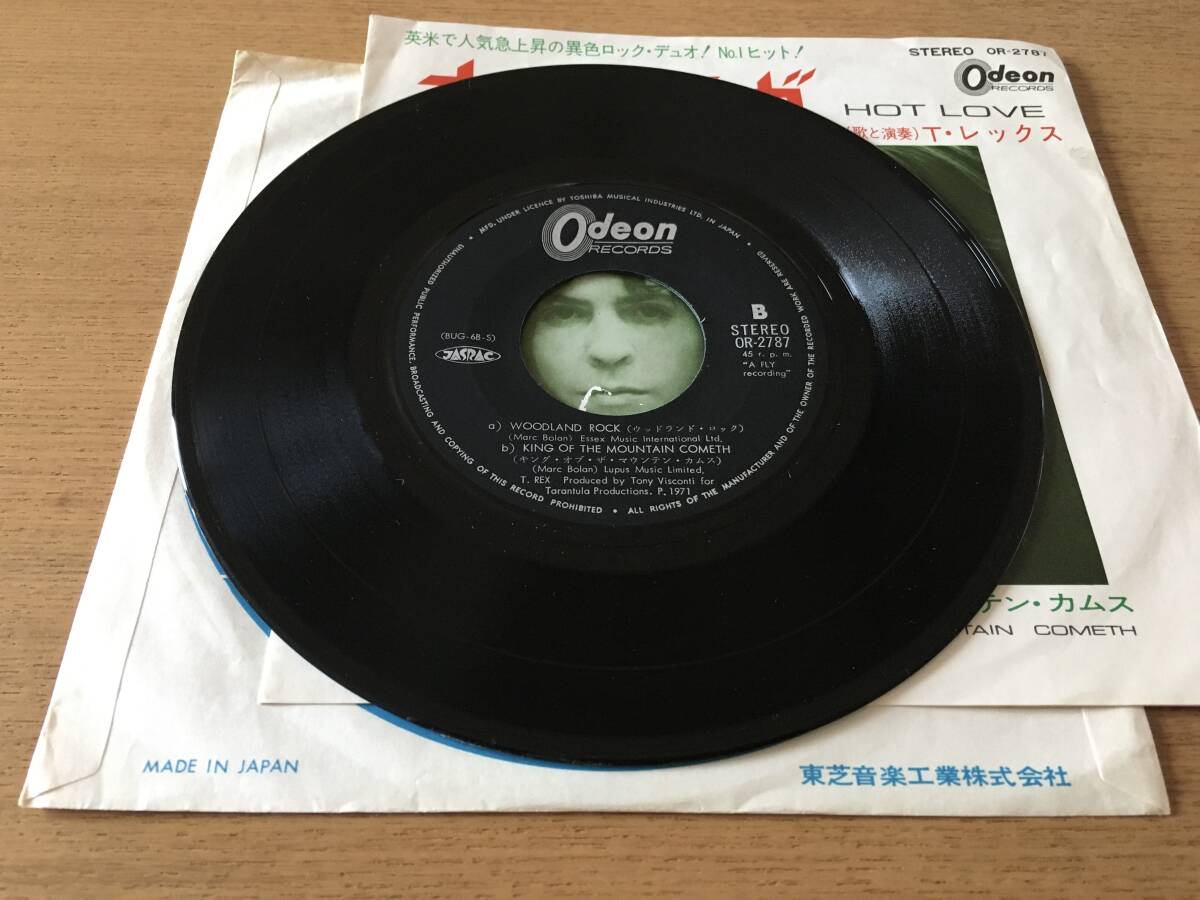 英米で人気急上昇の異色ロック・デュオ! No.1ヒット!
STEREO OR-2787
Odeon
RECORDS
HOT LOVE
(歌と演奏)T・レックス
MFD. UNDER LICENCE BY TOSHIBA MUSICAL INDUSTRIES LTD. IN JAPAN
Odeon
RECORDS
B
STEREO
OR-2787
45 r.p.m.
"A FLY
recording"
(BUG-6B-S)
JASRAC
a) WOODLAND ROCK (ウッドランド・ロック)
(Marc Bolan) Essex Music International Ltd.
b) KING OF THE MOUNTAIN COMETH
(キング・オブ・ザ・マウンテン・カムス)
(Marc Bolan) Lupus Music Limited.
T. REX Produced by Tony Visconti for
Tarantula Productions. P. 1971
UNAUTHORIZED PUBLIC PERFORMANCE, BROADCASTING AND COPYING OF THIS RECORD PROHIBITED • ALL RIGHTS OF THE MANUFACTURER AND OF THE OWNER OF THE RECORDED WORK ARE RESERVED
テン・カムス
TAIN COMETH
MADE IN JAPAN
東芝音楽工業株式会社